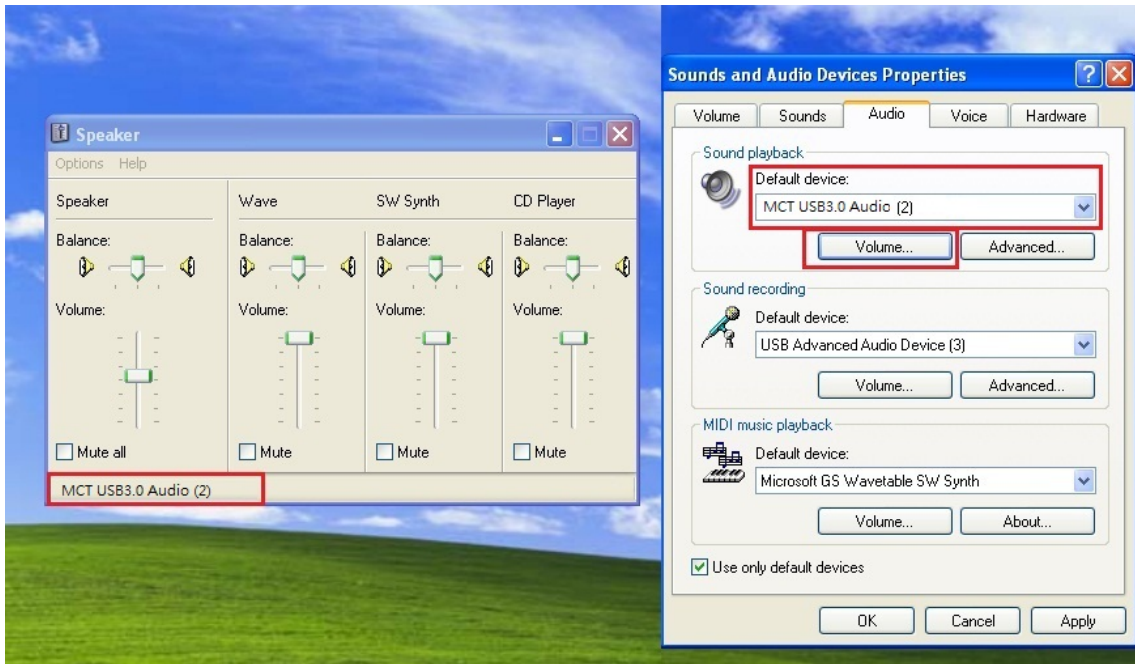 Speaker
Options Help
Speaker Wave SW Synth CD Player
Balance: Balance: Balance: Balance:
Volume: Volume: Volume: Volume:
Mute all Mute Mute Mute
MCT USB3.0 Audio (2)
Sounds and Audio Devices Properties
Volume Sounds Audio Voice Hardware
Sound playback
Default device:
MCT USB3.0 Audio (2)
Volume... Advanced...
Sound recording
Default device:
USB Advanced Audio Device (3)
Volume... Advanced...
MIDI music playback
Default device:
Microsoft GS Wavetable SW Synth
Volume... About...
Use only default devices
OK Cancel Apply